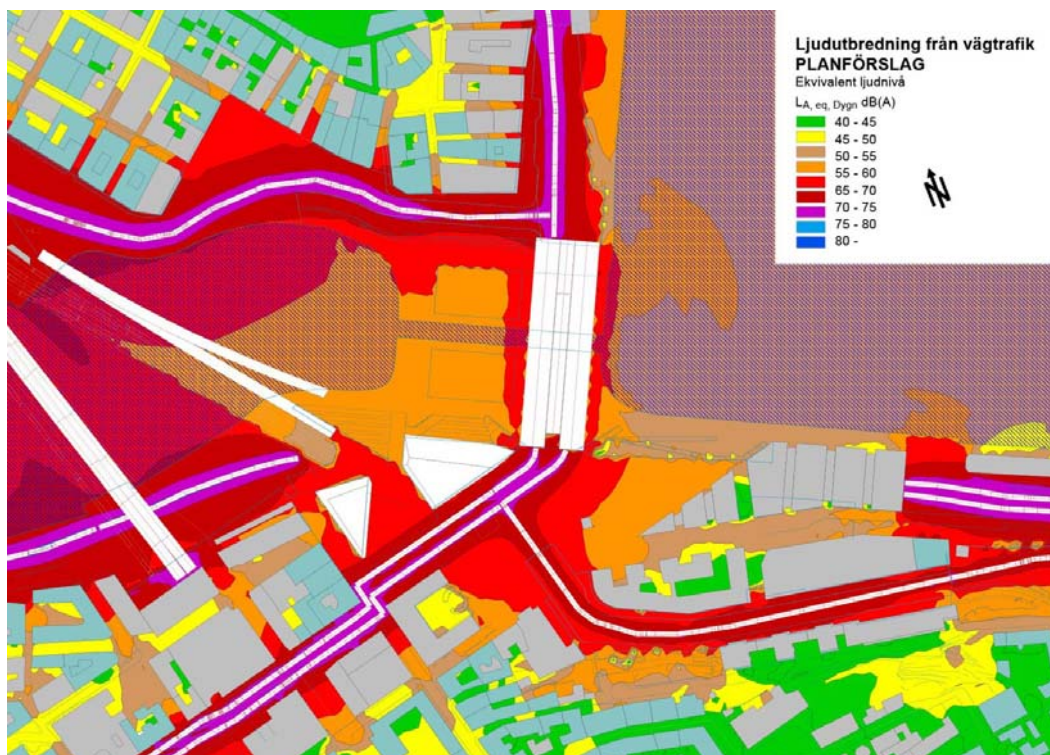 Ljudutbredning från vägtrafik
PLANFÖRSLAG
Ekvivalent ljudnivå
LA, eq, Dygn dB(A)
40 - 45
45 - 50
50 - 55
55 - 60
65 - 70
70 - 75
75 - 80
80 -
N